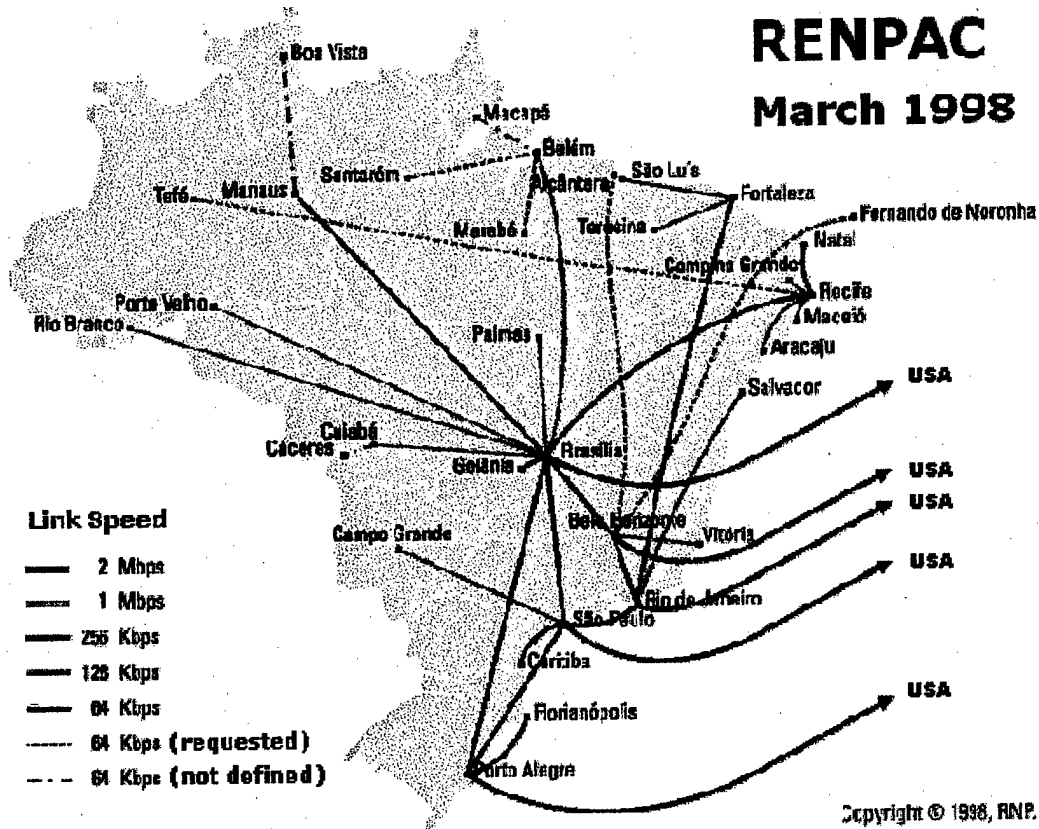 RENPAC
March 1998
Boa Vista
Macapá
Belém
Santarém
Alcântara
São Lu's
Manaus
Tefé
Fortaleza
Marabá
Teresina
Fernando de Noronha
Natal
Campina Grande
Recife
Porto Velho
Rio Branco
Maceió
Palmas
Aracaju
Salvador
USA
Cuiabá
Cáceres
Brasília
Goiânia
USA
USA
Link Speed
Belo Horizonte
Campo Grande
Vitória
USA
2 Mbps
1 Mbps
Rio de Janeiro
São Paulo
256 Kbps
Curitiba
128 Kbps
64 Kbps
USA
Florianópolis
64 Kbps (requested)
64 Kbps (not defined)
Porto Alegre
Copyright © 1998, RNP.